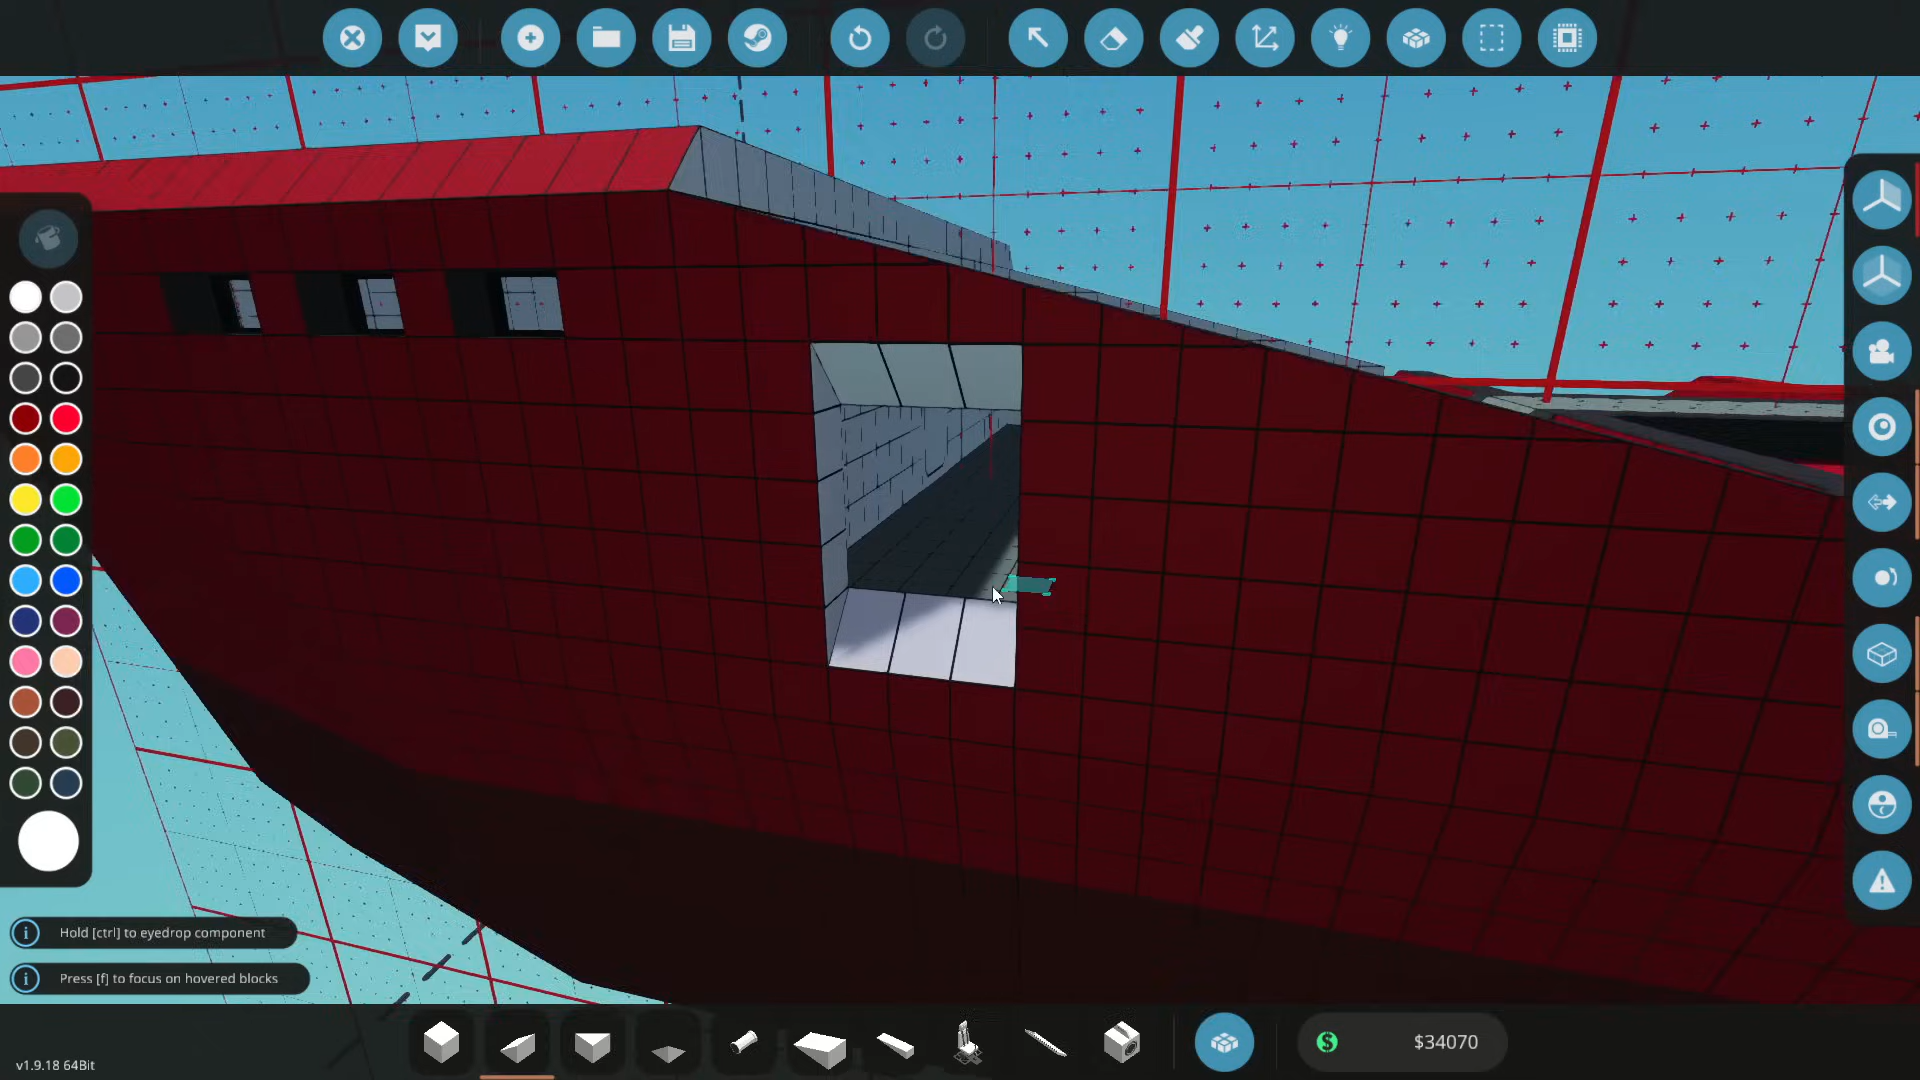 Hold [ctrl] to eyedrop component
Press [f] to focus on hovered blocks
$34070
v1.9.18 64Bit